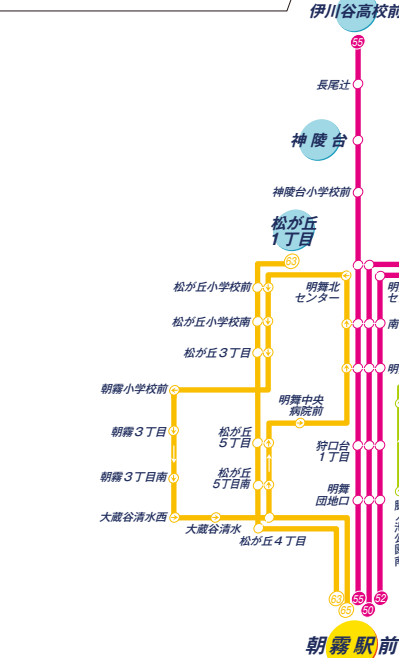 伊川谷高校前
55
長尾辻
神陵台
神陵台小学校前
松が丘
1丁目
63
松が丘小学校前
明舞北
センター
明
セ
松が丘小学校南
南
松が丘3丁目
明
朝霧小学校前
明舞中央
病院前
朝霧3丁目
松が丘
5丁目
狩口台
1丁目
朝霧3丁目南
松が丘
5丁目南
明舞
団地口
大蔵谷清水西
大蔵谷清水
松が丘4丁目
63
65
55
50
52
朝霧駅前